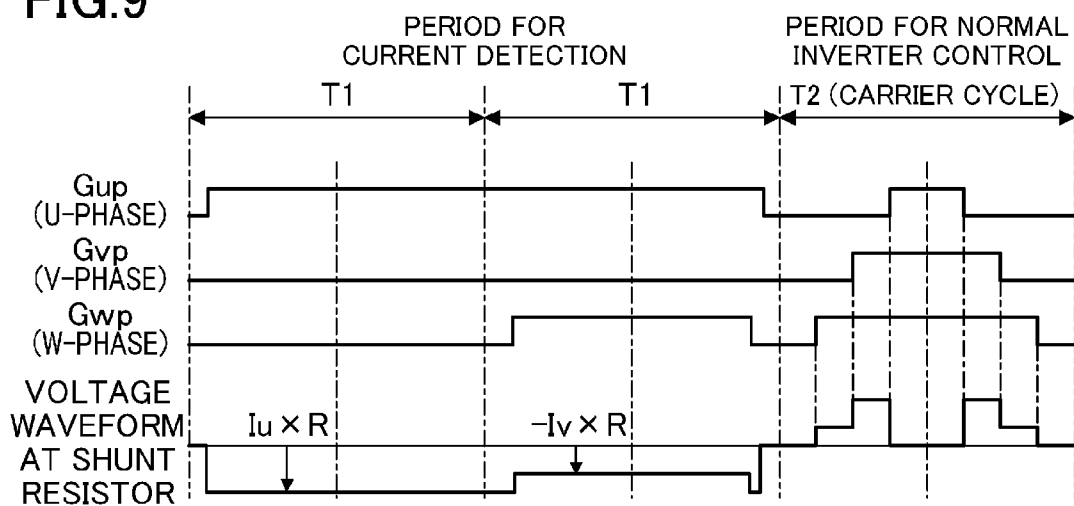 FIG.9
PERIOD FOR
CURRENT DETECTION
PERIOD FOR NORMAL
INVERTER CONTROL
T1
T1
T2 (CARRIER CYCLE)
Gup
(U-PHASE)
Gvp
(V-PHASE)
Gwp
(W-PHASE)
VOLTAGE
WAVEFORM
AT SHUNT
RESISTOR
Iu × R
-Iv × R